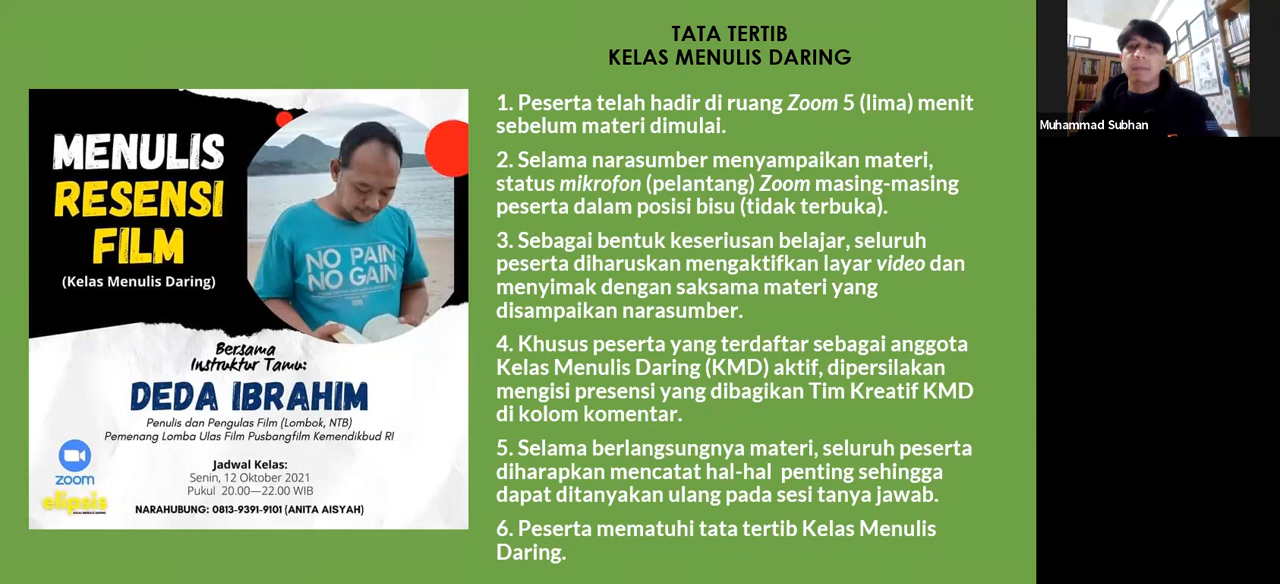 TATA TERTIB
KELAS MENULIS DARING
MENULIS
RESENSI
FILM
(Kelas Menulis Daring)
NO PAIN
NO GAIN
Bersama
Instruktur Tamu:
DEDA IBRAHIM
Penulis dan Pengulas Film (Lombok, NTB)
Pemenang Lomba Ulas Film Pusbangfilm Kemendikbud RI
Jadwal Kelas:
Senin, 12 Oktober 2021
Pukul 20.00—22.00 WIB
NARAHUBUNG: 0813-9391-9101 (ANITA AISYAH)
zoom
elipsis
1. Peserta telah hadir di ruang Zoom 5 (lima) menit
sebelum materi dimulai.
2. Selama narasumber menyampaikan materi,
status mikrofon (pelantang) Zoom masing-masing
peserta dalam posisi bisu (tidak terbuka).
3. Sebagai bentuk keseriusan belajar, seluruh
peserta diharuskan mengaktifkan layar video dan
menyimak dengan saksama materi yang
disampaikan narasumber.
4. Khusus peserta yang terdaftar sebagai anggota
Kelas Menulis Daring (KMD) aktif, dipersilakan
mengisi presensi yang dibagikan Tim Kreatif KMD
di kolom komentar.
5. Selama berlangsungnya materi, seluruh peserta
diharapkan mencatat hal-hal  penting sehingga
dapat ditanyakan ulang pada sesi tanya jawab.
6. Peserta mematuhi tata tertib Kelas Menulis
Daring.
Muhammad Subhan